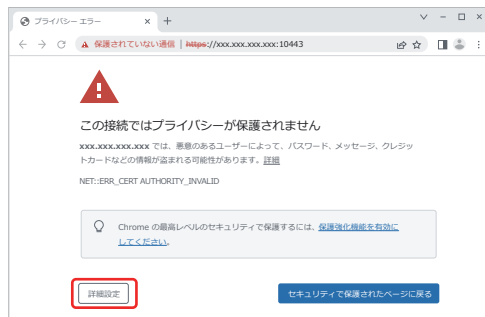 プライバシー エラー
保護されていない通信 | https://xxx.xxx.xxx.xxx:10443
この接続ではプライバシーが保護されません
xxx.xxx.xxx.xxx では、悪意のあるユーザーによって、パスワード、メッセージ、クレジッ
トカードなどの情報が盗まれる可能性があります。詳細
NET::ERR_CERT AUTHORITY_INVALID
Chrome の最高レベルのセキュリティで保護するには、保護強化機能を有効に
してください。
詳細設定
セキュリティで保護されたページに戻る